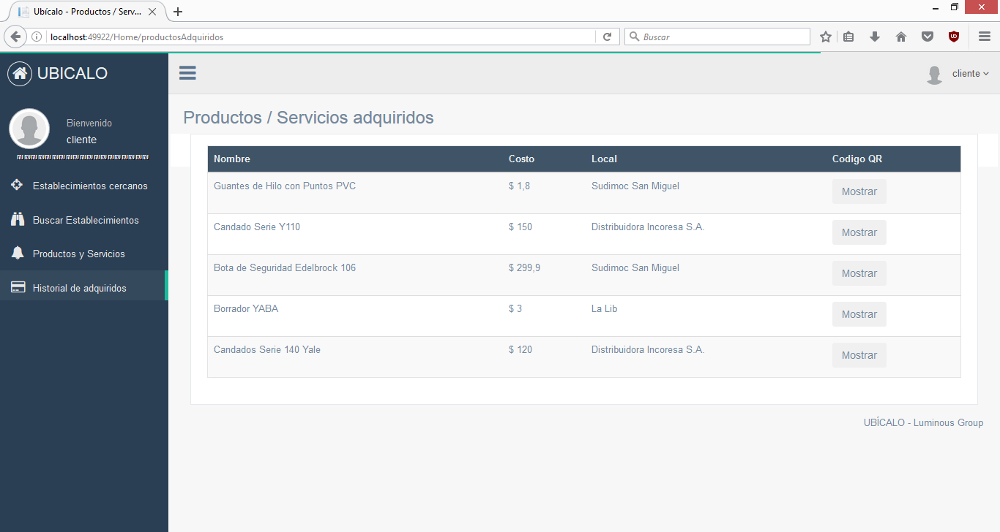 Ubícalo - Productos / Serv...
localhost:49922/Home/productosAdquiridos
Buscar
UBICALO
cliente
Bienvenido
cliente
Establecimientos cercanos
Buscar Establecimientos
Productos y Servicios
Historial de adquiridos
Productos / Servicios adquiridos
Nombre Costo Local Codigo QR
Guantes de Hilo con Puntos PVC $ 1,8 Sudimoc San Miguel Mostrar
Candado Serie Y110 $ 150 Distribuidora Incoresa S.A. Mostrar
Bota de Seguridad Edelbrock 106 $ 299,9 Sudimoc San Miguel Mostrar
Borrador YABA $ 3 La Lib Mostrar
Candados Serie 140 Yale $ 120 Distribuidora Incoresa S.A. Mostrar
UBÍCALO - Luminous Group